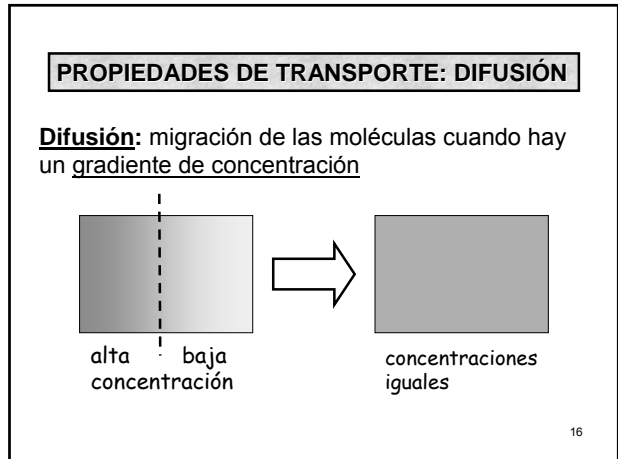 PROPIEDADES DE TRANSPORTE: DIFUSIÓN
Difusión: migración de las moléculas cuando hay
un gradiente de concentración
alta baja
concentración
concentraciones
iguales
16